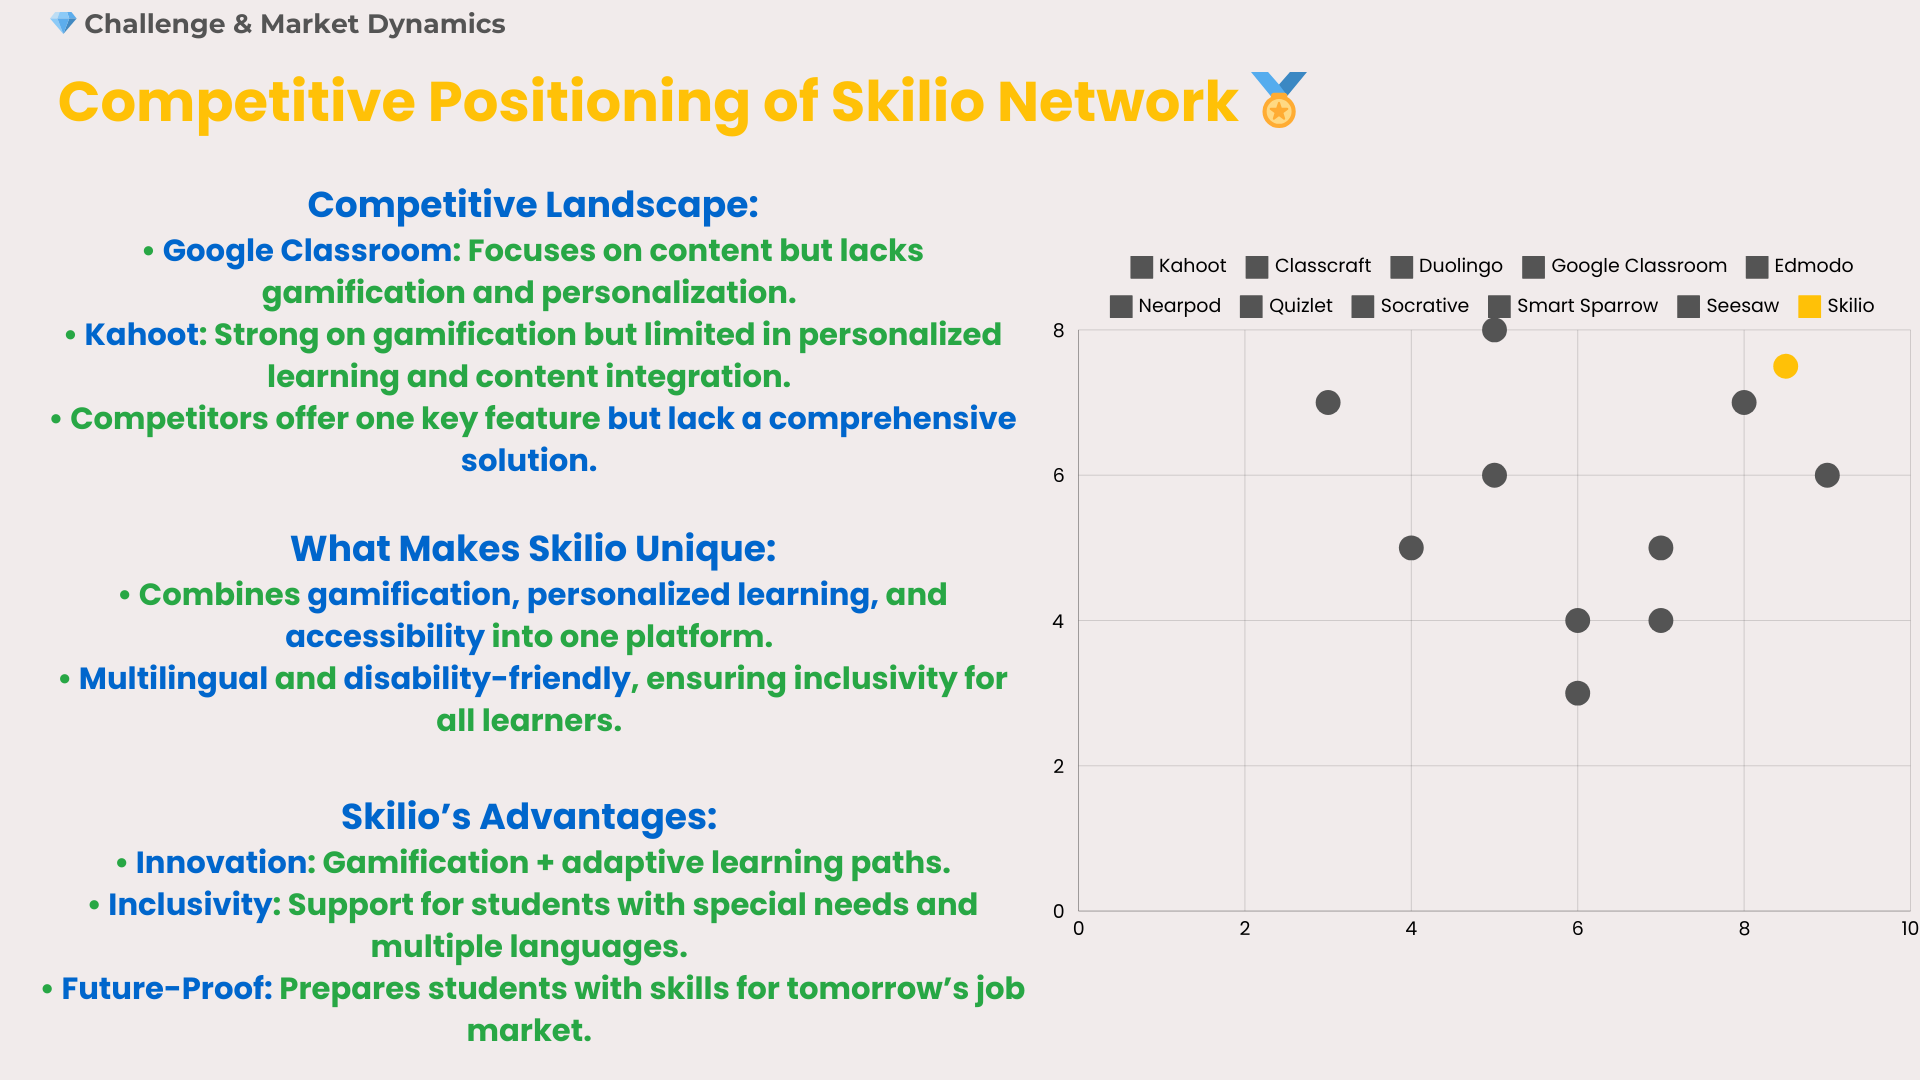 Challenge & Market Dynamics
Competitive Positioning of Skilio Network
Competitive Landscape:
• Google Classroom: Focuses on content but lacks
gamification and personalization.
• Kahoot: Strong on gamification but limited in personalized
learning and content integration.
• Competitors offer one key feature but lack a comprehensive
solution.
What Makes Skilio Unique:
• Combines gamification, personalized learning, and
accessibility into one platform.
• Multilingual and disability-friendly, ensuring inclusivity for
all learners.
Skilio’s Advantages:
• Innovation: Gamification + adaptive learning paths.
• Inclusivity: Support for students with special needs and
multiple languages.
• Future-Proof: Prepares students with skills for tomorrow’s job
market.
Kahoot Classcraft Duolingo Google Classroom Edmodo
Nearpod Quizlet Socrative Smart Sparrow Seesaw Skilio
8
6
4
2
0
0 2 4 6 8 10